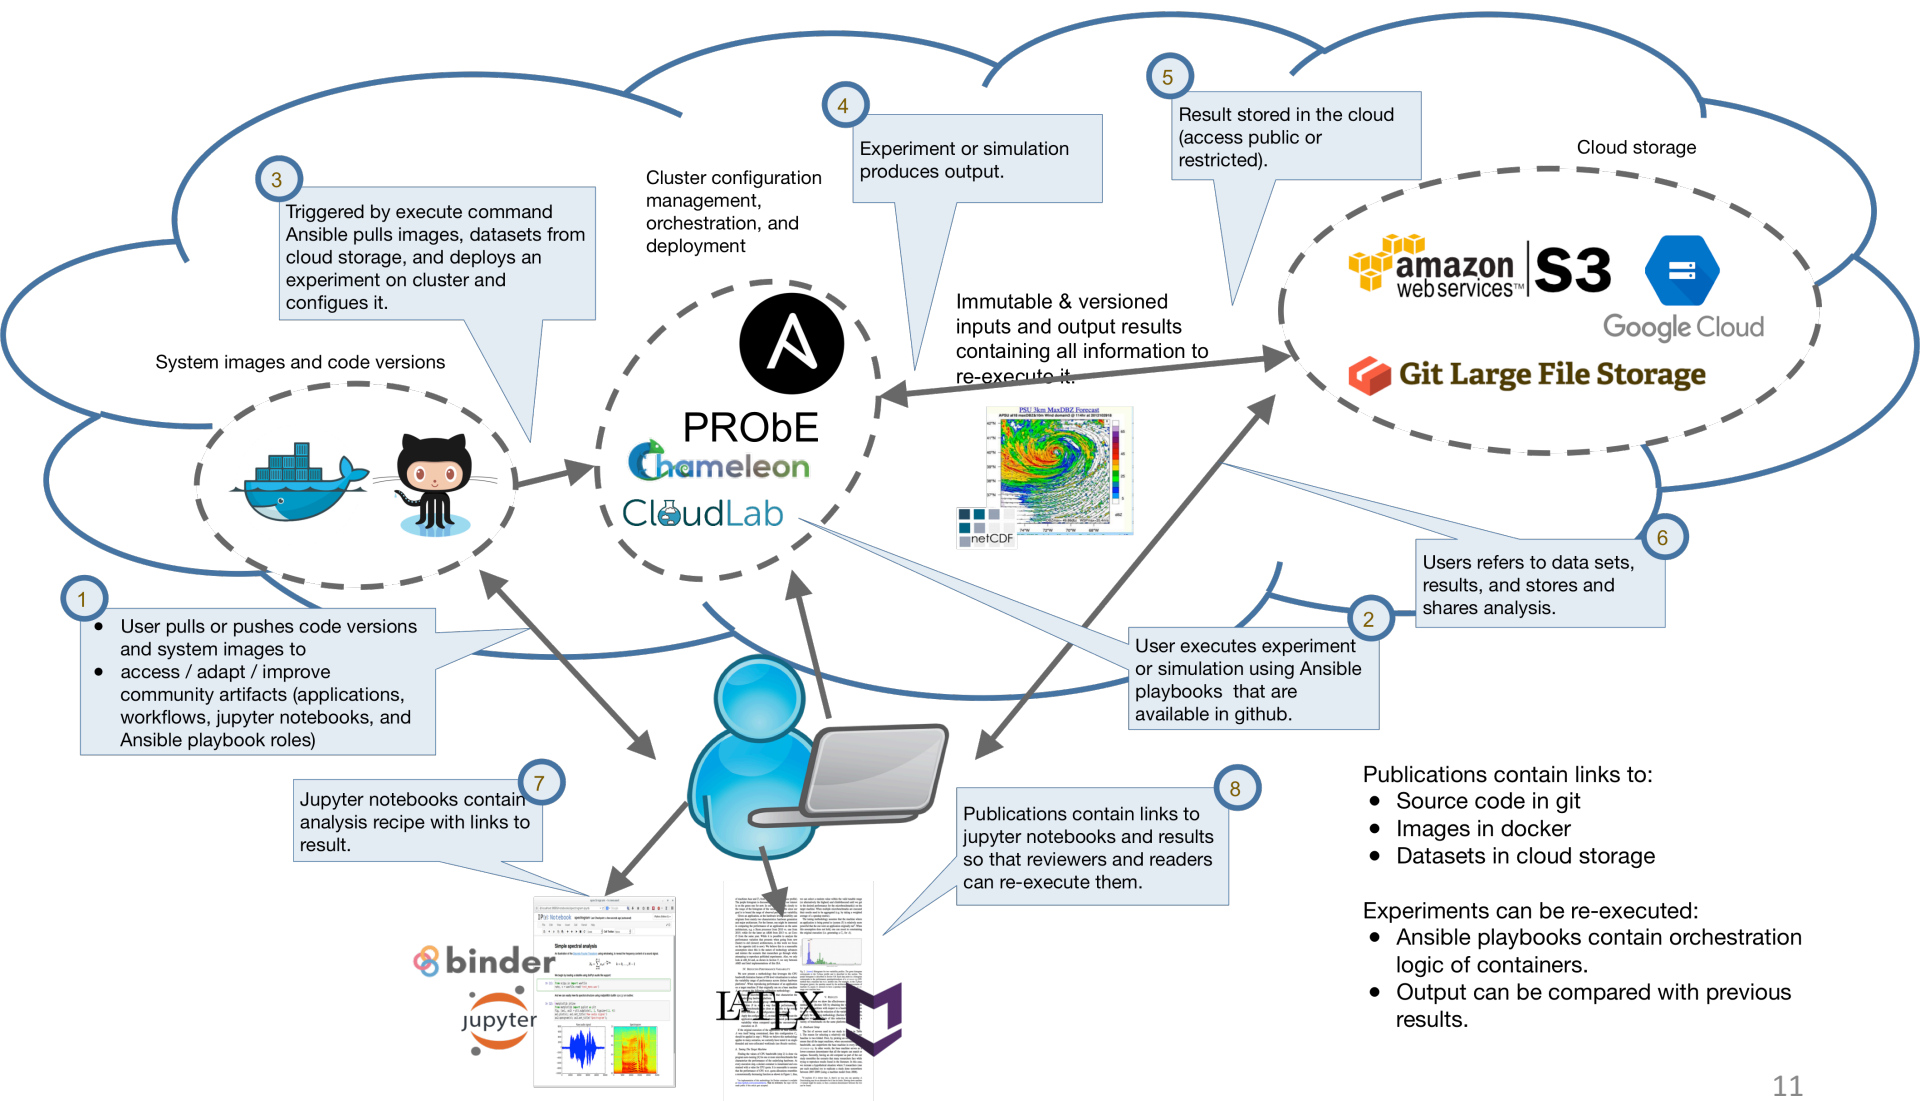 5
Result stored in the cloud
(access public or
restricted).
4
Experiment or simulation
produces output.
Cloud storage
3
Triggered by execute command
Ansible pulls images, datasets from
cloud storage, and deploys an
experiment on cluster and
configues it.
Cluster configuration
management,
orchestration, and
deployment
amazon
web services™
S3
Google Cloud
Git Large File Storage
Immutable & versioned
inputs and output results
containing all information to
re-execute it.
System images and code versions
A
PRObE
Chameleon
CloudLab
PSU 3km MaxDBZ Forecast
netCDF
6
Users refers to data sets,
results, and stores and
shares analysis.
1
● User pulls or pushes code versions
and system images to
● access / adapt / improve
community artifacts (applications,
workflows, jupyter notebooks, and
Ansible playbook roles)
2
User executes experiment
or simulation using Ansible
playbooks  that are
available in github.
7
Jupyter notebooks contain
analysis recipe with links to
result.
8
Publications contain links to
jupyter notebooks and results
so that reviewers and readers
can re-execute them.
Publications contain links to:
● Source code in git
● Images in docker
● Datasets in cloud storage
Experiments can be re-executed:
● Ansible playbooks contain orchestration
logic of containers.
● Output can be compared with previous
results.
IP[y]: Notebook
Simple spectral analysis
binder
jupyter
LATEX
11